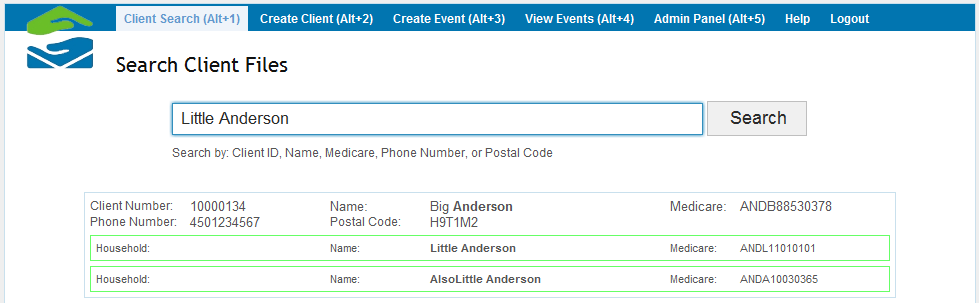 Client Search (Alt+1) Create Client (Alt+2) Create Event (Alt+3) View Events (Alt+4) Admin Panel (Alt+5) Help Logout
Search Client Files
Little Anderson Search
Search by: Client ID, Name, Medicare, Phone Number, or Postal Code
Client Number: 10000134 Name: Big Anderson Medicare: ANDB88530378
Phone Number: 4501234567 Postal Code: H9T1M2
Household: Name: Little Anderson Medicare: ANDL11010101
Household: Name: AlsoLittle Anderson Medicare: ANDA10030365